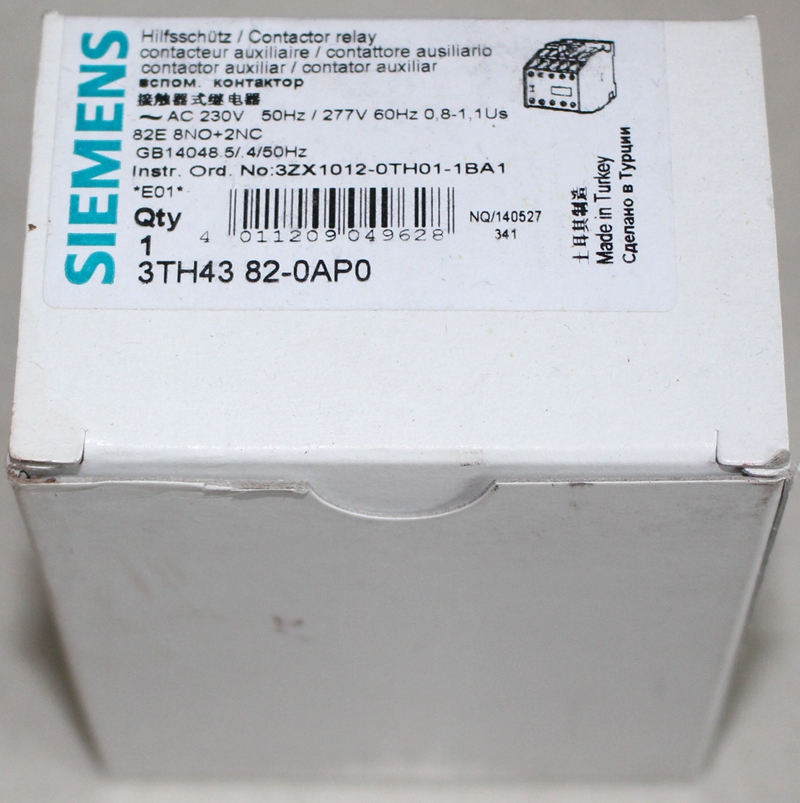 SIEMENS
Hilfsschütz / Contactor relay
contacteur auxiliaire / contattore ausiliario
contactor auxiliar / contator auxiliar
вспом. контактор
接触器式继电器
~ AC 230V 50Hz / 277V 60Hz 0,8-1,1Us
82E 8NO+2NC
GB14048.5/.4/50Hz
Instr. Ord. No:3ZX1012-0TH01-1BA1
*E01*
Qty
1
4 011209 049628
NQ/140527
341
3TH43 82-0AP0
土耳其制造
Made in Turkey
Сделано в Турции